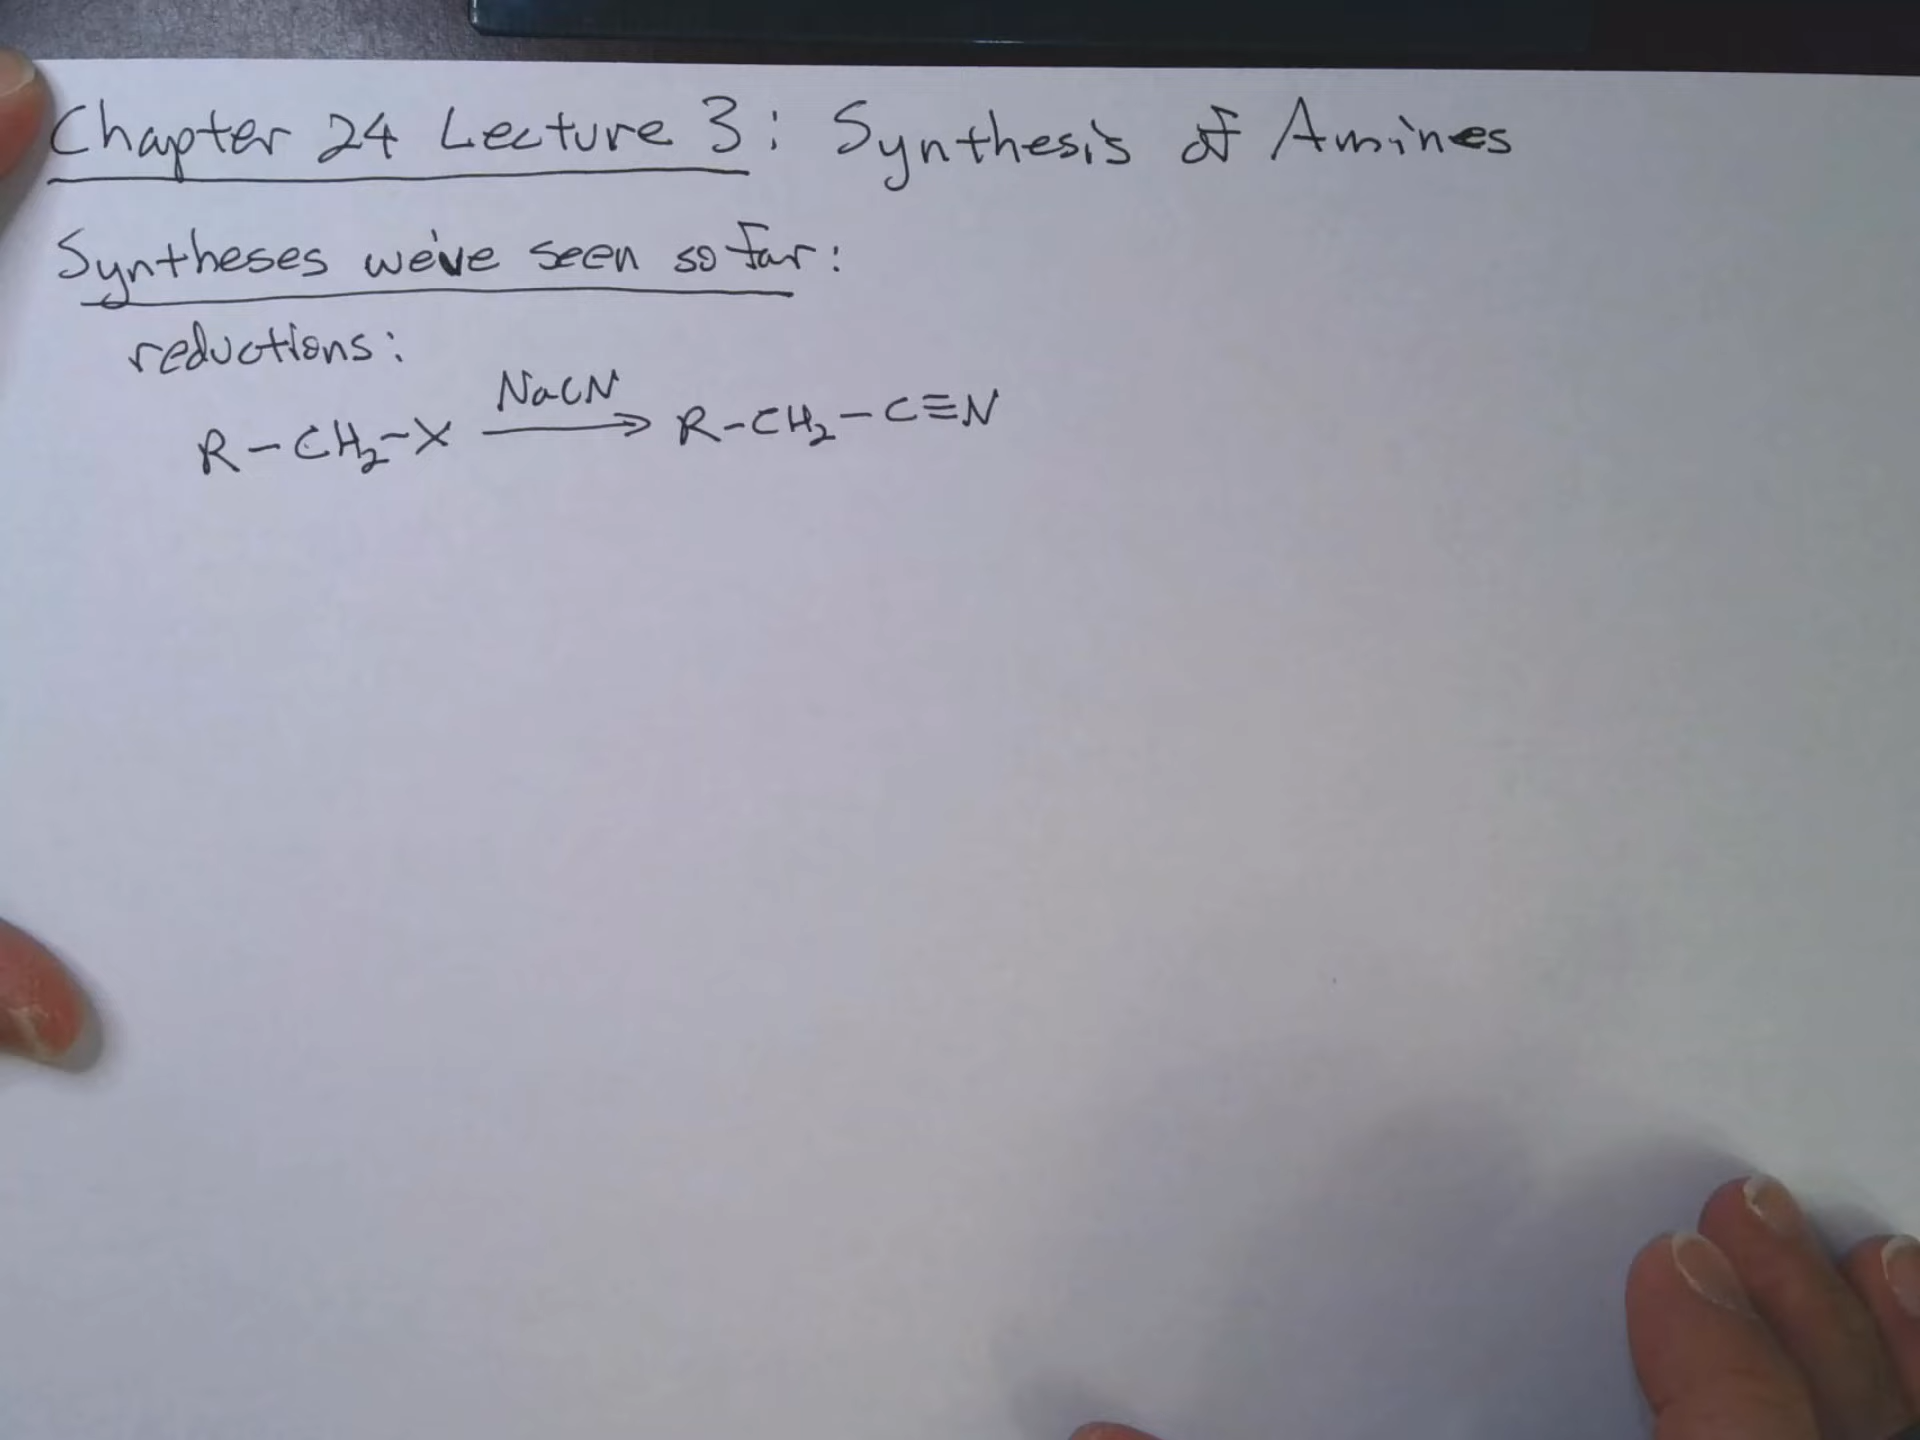 Chapter 24 Lecture 3: Synthesis of Amines
Syntheses we've seen so far:
reductions:
NaCN
R-CH₂-X → R-CH₂-C≡N